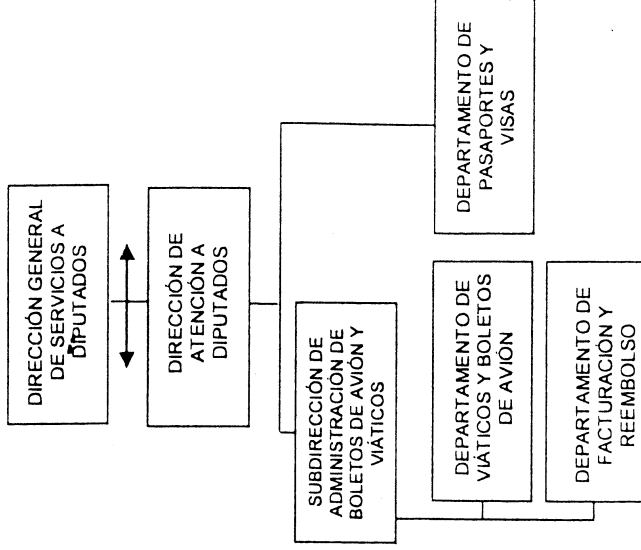 DIRECCIÓN GENERAL
DE SERVICIOS A
DIPUTADOS
DIRECCIÓN DE
ATENCIÓN A
DIPUTADOS
SUBDIRECCIÓN DE
ADMINISTRACIÓN DE
BOLETOS DE AVIÓN Y
VIÁTICOS
DEPARTAMENTO DE
VIÁTICOS Y BOLETOS
DE AVIÓN
DEPARTAMENTO DE
FACTURACIÓN Y
REEMBOLSO
DEPARTAMENTO DE
PASAPORTES Y
VISAS